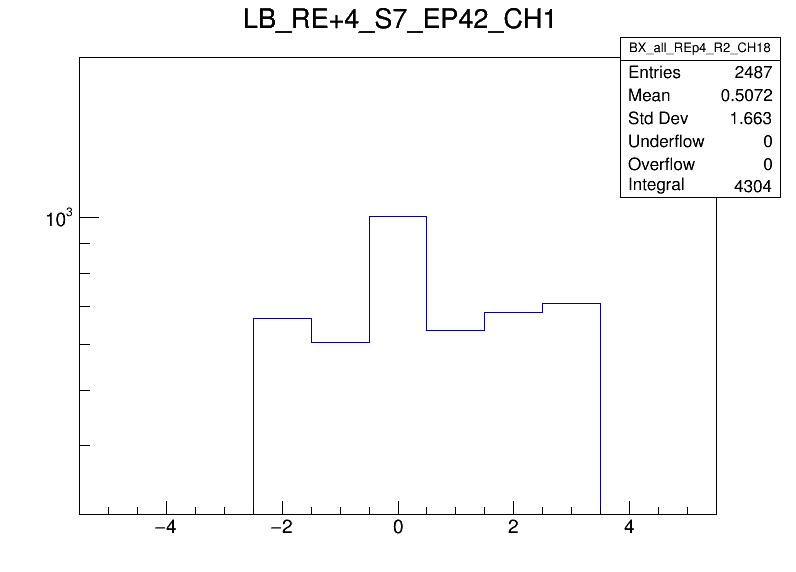 LB_RE+4_S7_EP42_CH1
BX_all_REp4_R2_CH18
Entries 2487
Mean 0.5072
Std Dev 1.663
Underflow 0
Overflow 0
Integral 4304
10³
−4 −2 0 2 4